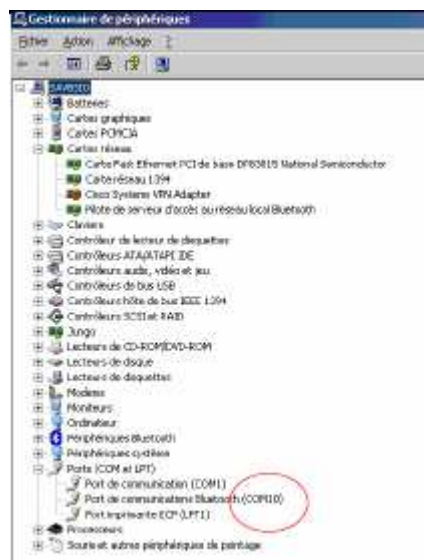 Gestionnaire de périphériques
Fichier Action Affichage ?
Batteries
Cartes graphiques
Cartes PCMCIA
Cartes réseau
Carte Fast Ethernet PCI de base DP83815 National Semiconductor
Carte réseau 1394
Cisco Systems VPN Adapter
Pilote de serveur d'accès au réseau local Bluetooth
Claviers
Contrôleur de lecteur de disquettes
Contrôleurs ATA/ATAPI IDE
Contrôleurs audio, vidéo et jeu
Contrôleurs de bus USB
Contrôleurs hôte de bus IEEE 1394
Contrôleurs SCSI et RAID
Jungo
Lecteurs de CD-ROM/DVD-ROM
Lecteurs de disque
Lecteurs de disquettes
Modems
Moniteurs
Ordinateur
Périphériques Bluetooth
Périphériques système
Ports (COM et LPT)
Port de communication (COM1)
Port de communications Bluetooth (COM10)
Port imprimante ECP (LPT1)
Processeurs
Souris et autres périphériques de pointage